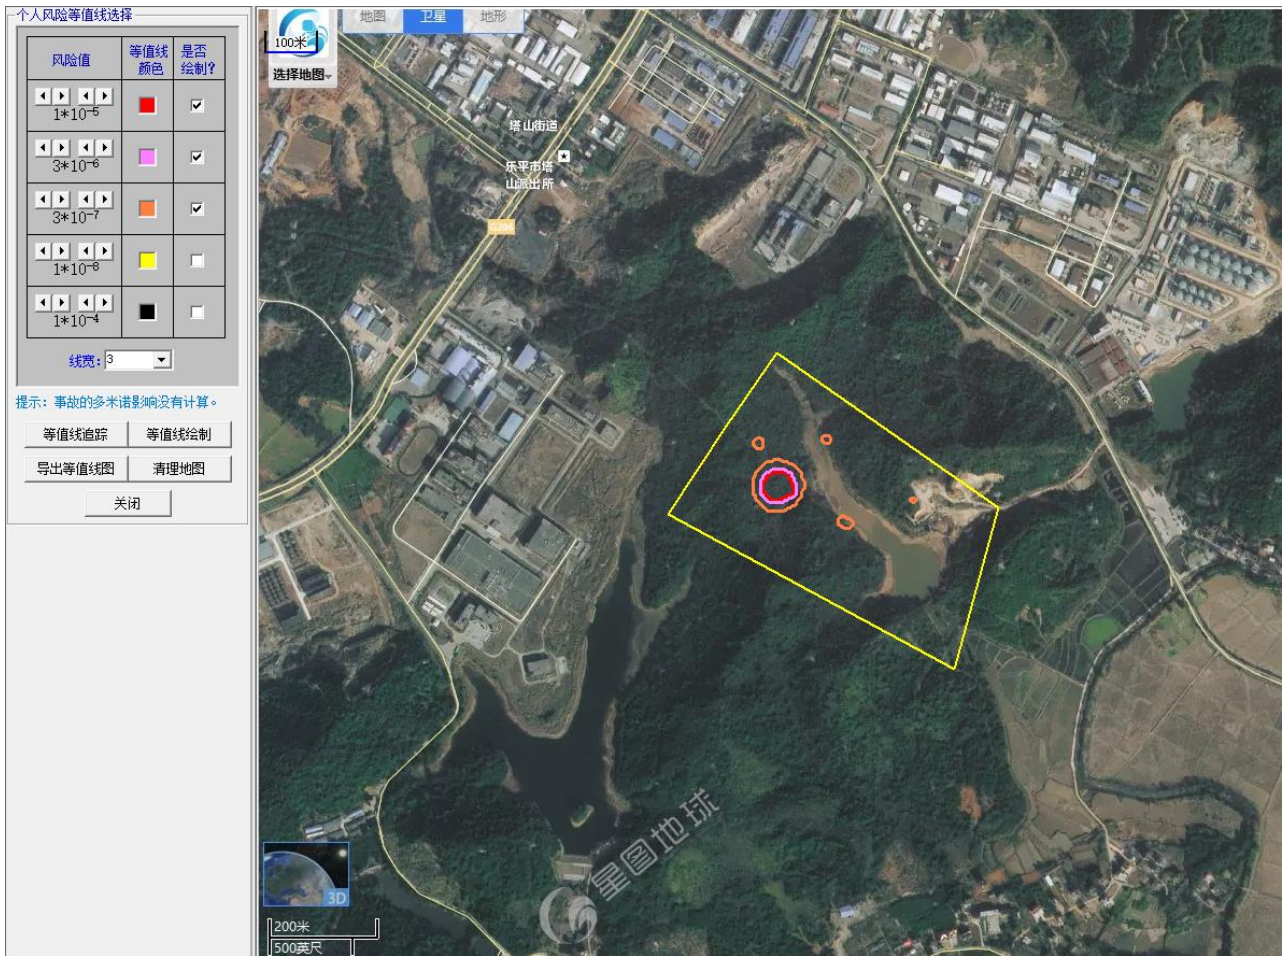 个人风险等值线选择
风险值
等值线
颜色
是否
绘制?
1*10-5
3*10-6
3*10-7
1*10-8
1*10-4
线宽: 3
提示: 事故的多米诺影响没有计算。
等值线追踪
等值线绘制
导出等值线图
清理地图
关闭
地图
卫星
地形
100米
选择地图
塔山街道
乐平市塔
山派出所
G206
星图地球
3D
200米
500英尺